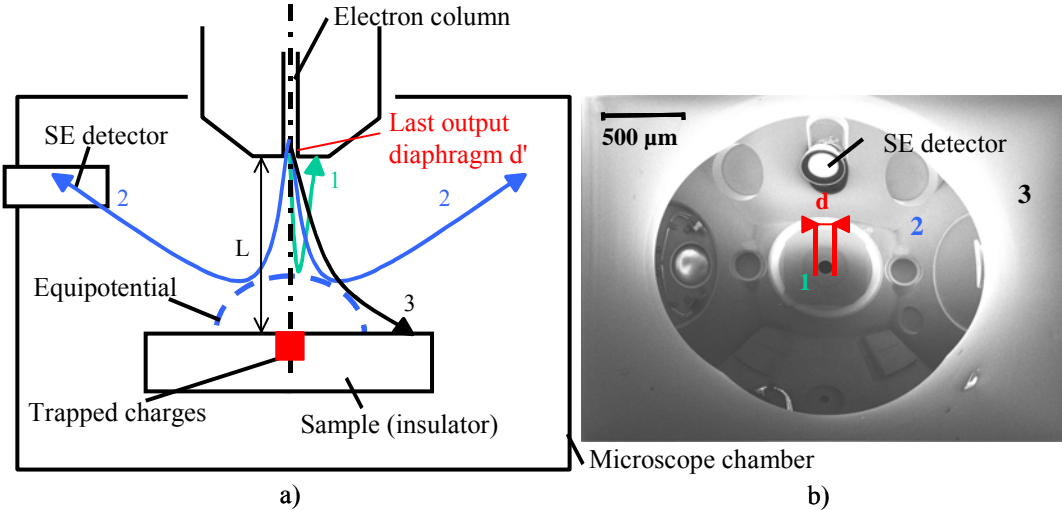 Electron column
SE detector
Last output
diaphragm d'
2
1
2
L
Equipotential
3
Trapped charges
Sample (insulator)
Microscope chamber
a)
500 µm
SE detector
d
3
2
1
b)